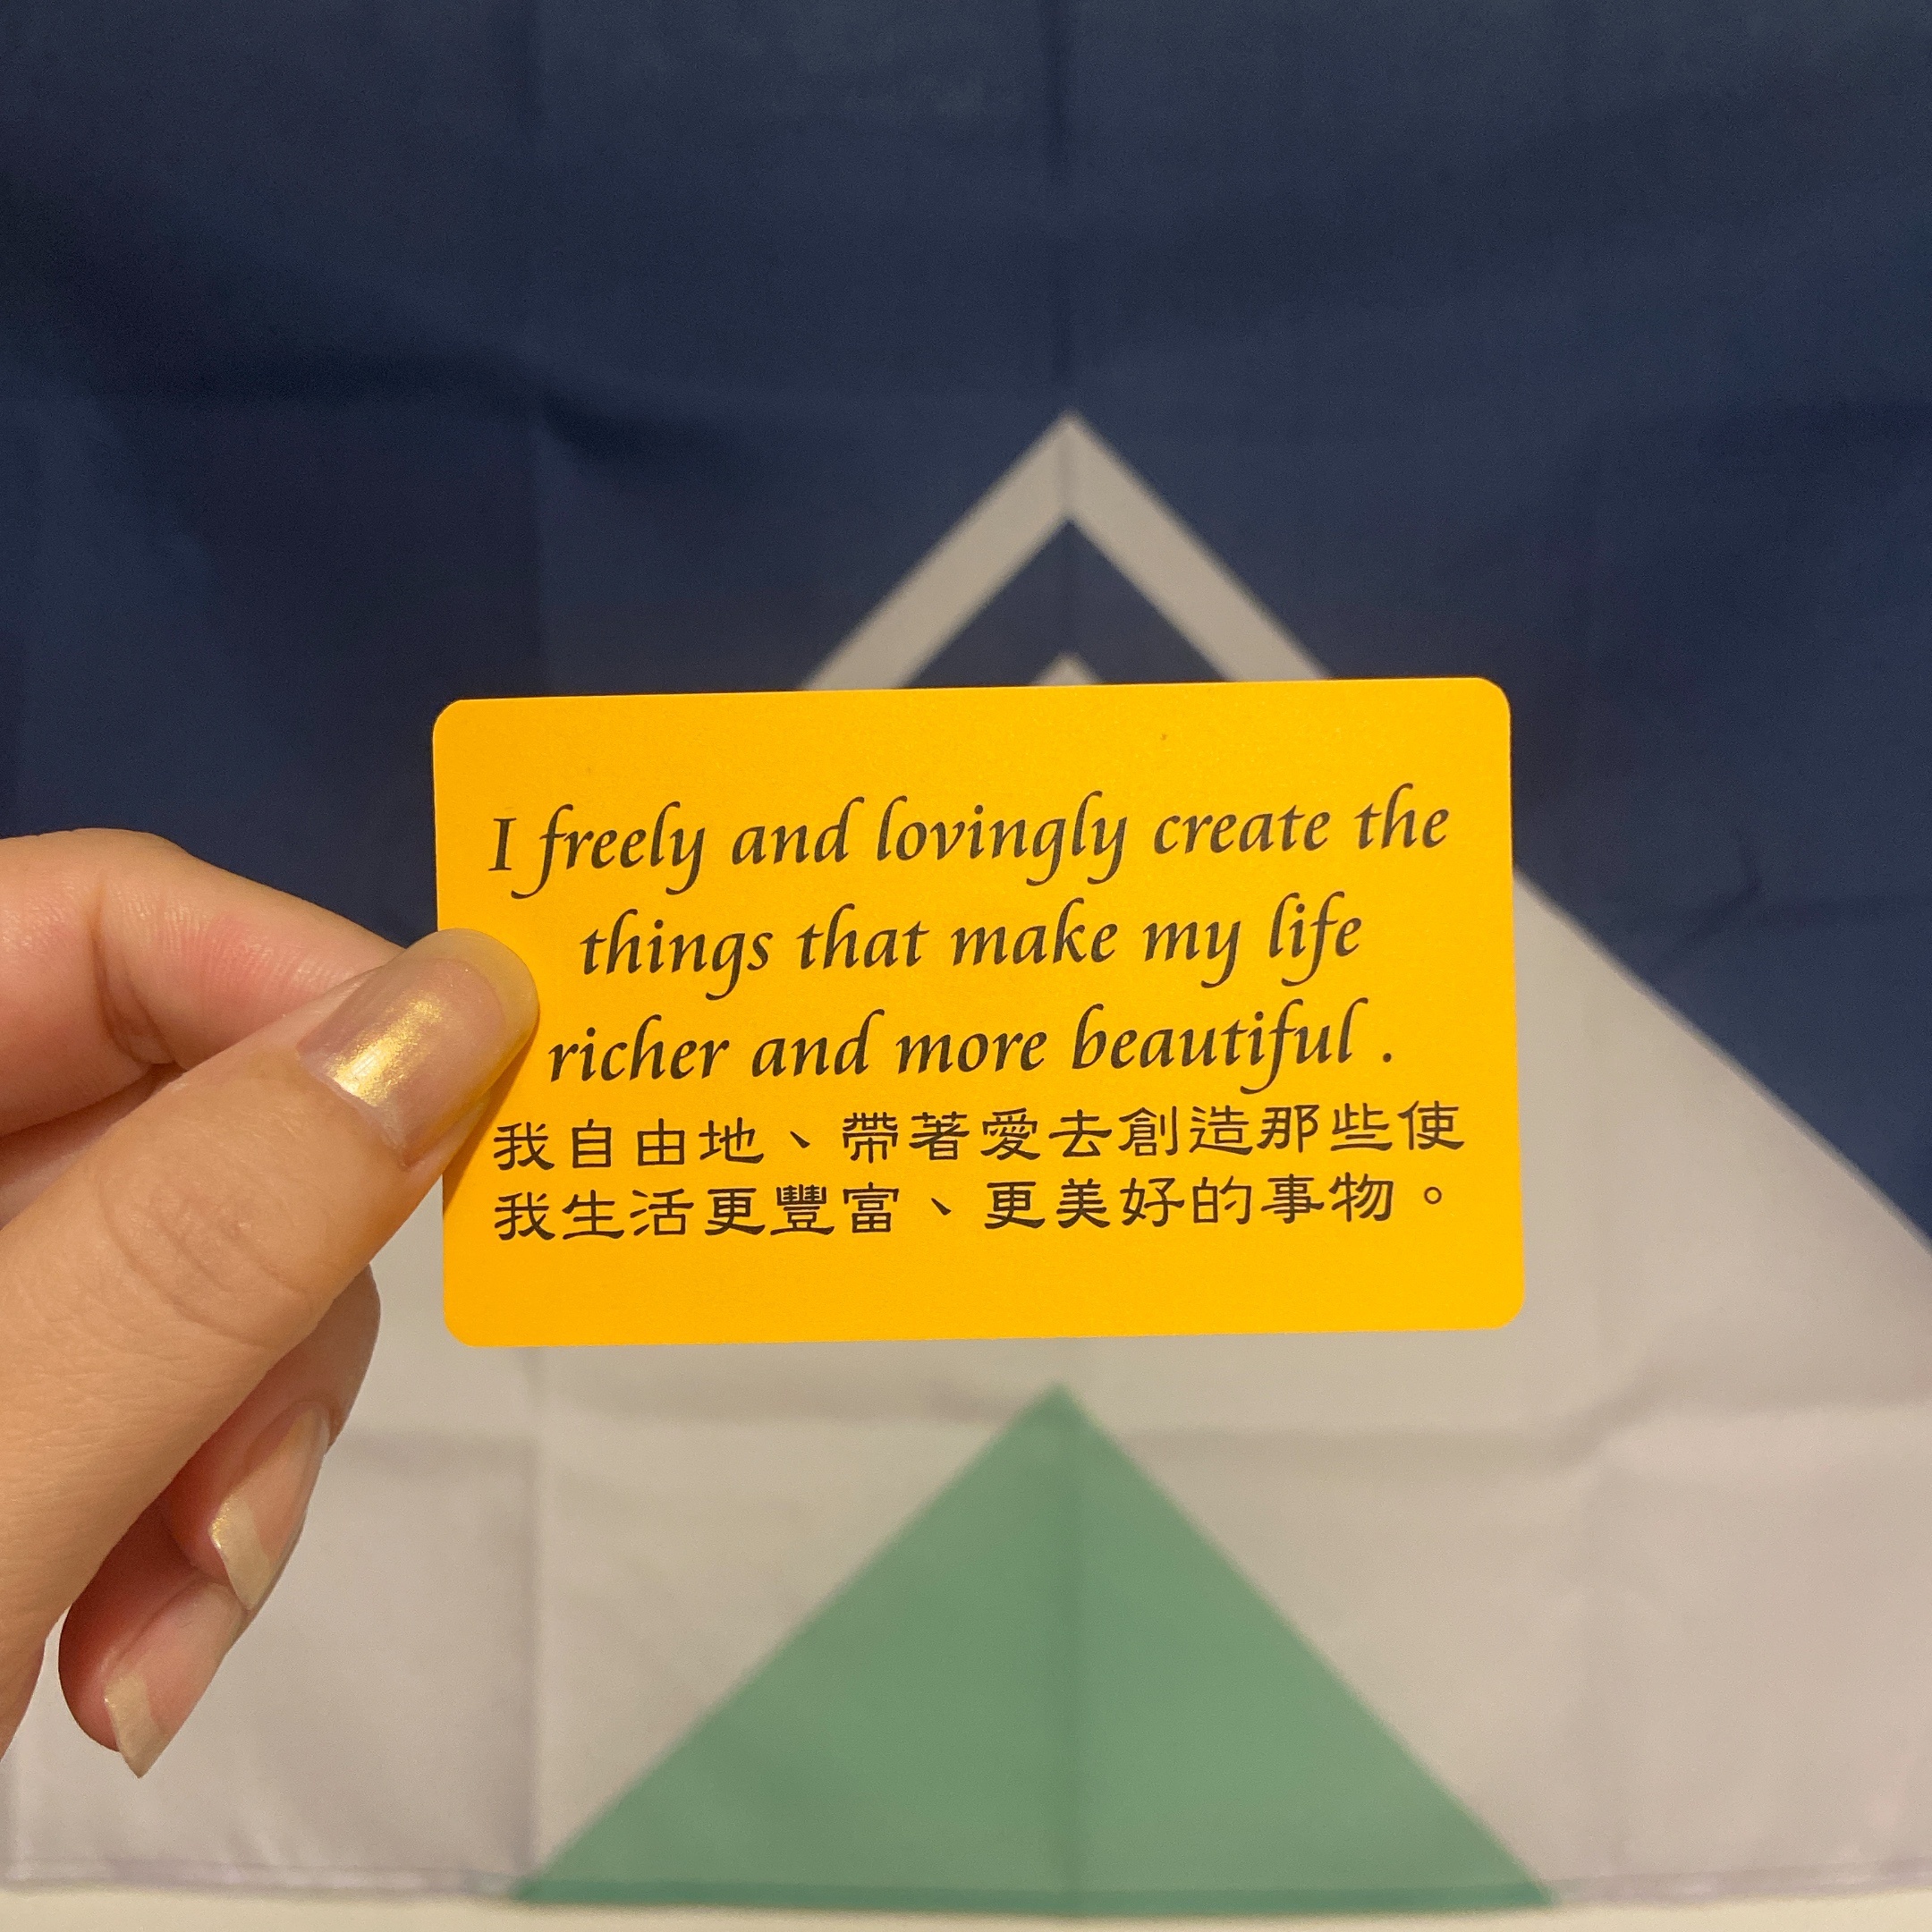 I freely and lovingly create the
things that make my life
richer and more beautiful .
我自由地、帶著愛去創造那些使
我生活更豐富、更美好的事物。